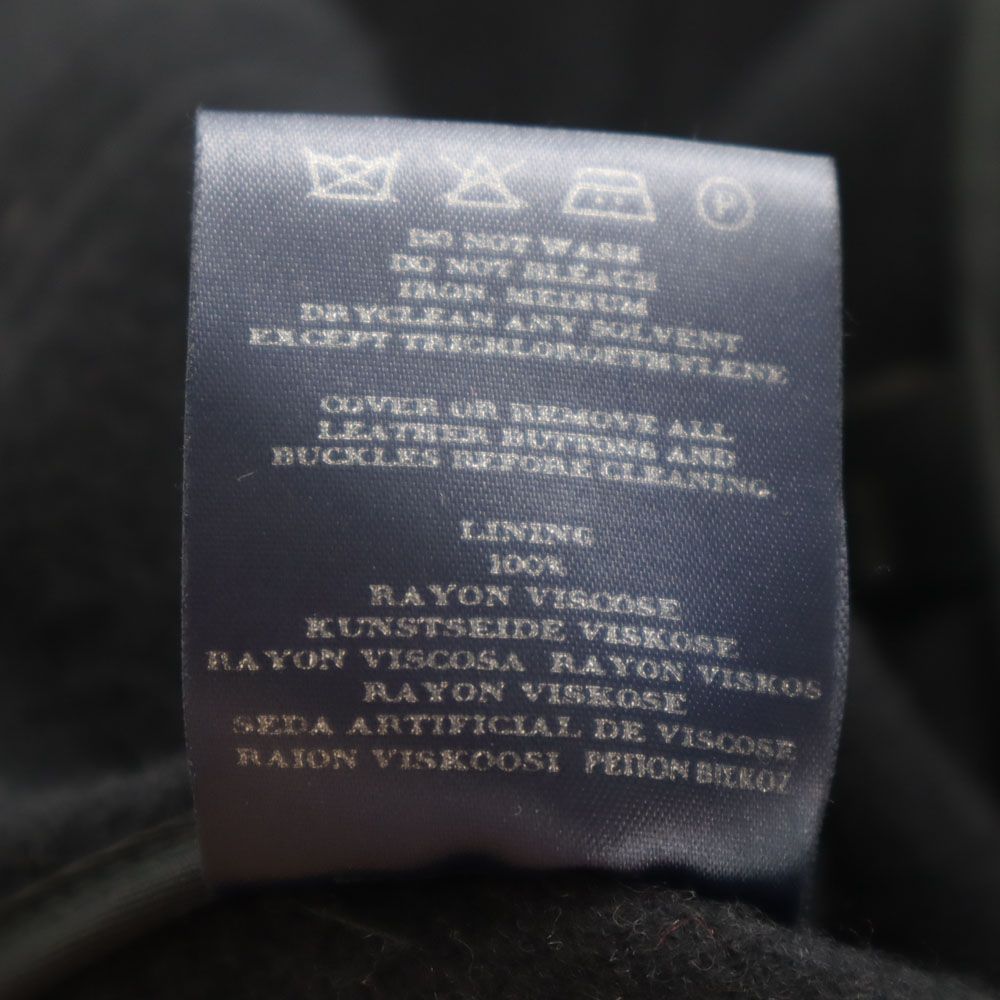 P
DO NOT WASH
DO NOT BLEACH
IRON MEDIUM
DRYCLEAN ANY SOLVENT
EXCEPT TRICHLOROETHYLENE
COVER OR REMOVE ALL
LEATHER BUTTONS AND
BUCKLES BEFORE CLEANING.
LINING
100%
RAYON VISCOSE
KUNSTSEIDE VISKOSE
RAYON VISCOSA RAYON VISKOS
RAYON VISKOSE
SEDA ARTIFICIAL DE VISCOSE
RAION VISKOOSI